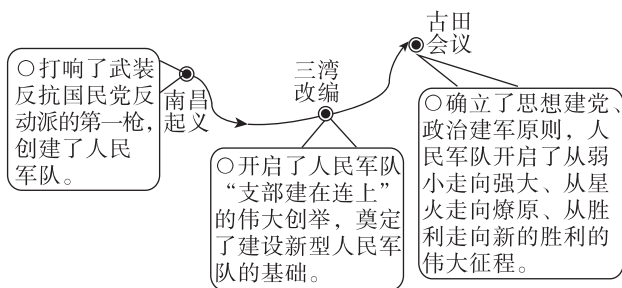 ○打响了武装
反抗国民党反
动派的第一枪，
创建了人民
军队。
南昌
起义
三湾
改编
○开启了人民军队
“支部建在连上”
的伟大创举，奠定
了建设新型人民军
队的基础。
古田
会议
○确立了思想建党、
政治建军原则，人
民军队开启了从弱
小走向强大、从星
火走向燎原、从胜
利走向新的胜利的
伟大征程。